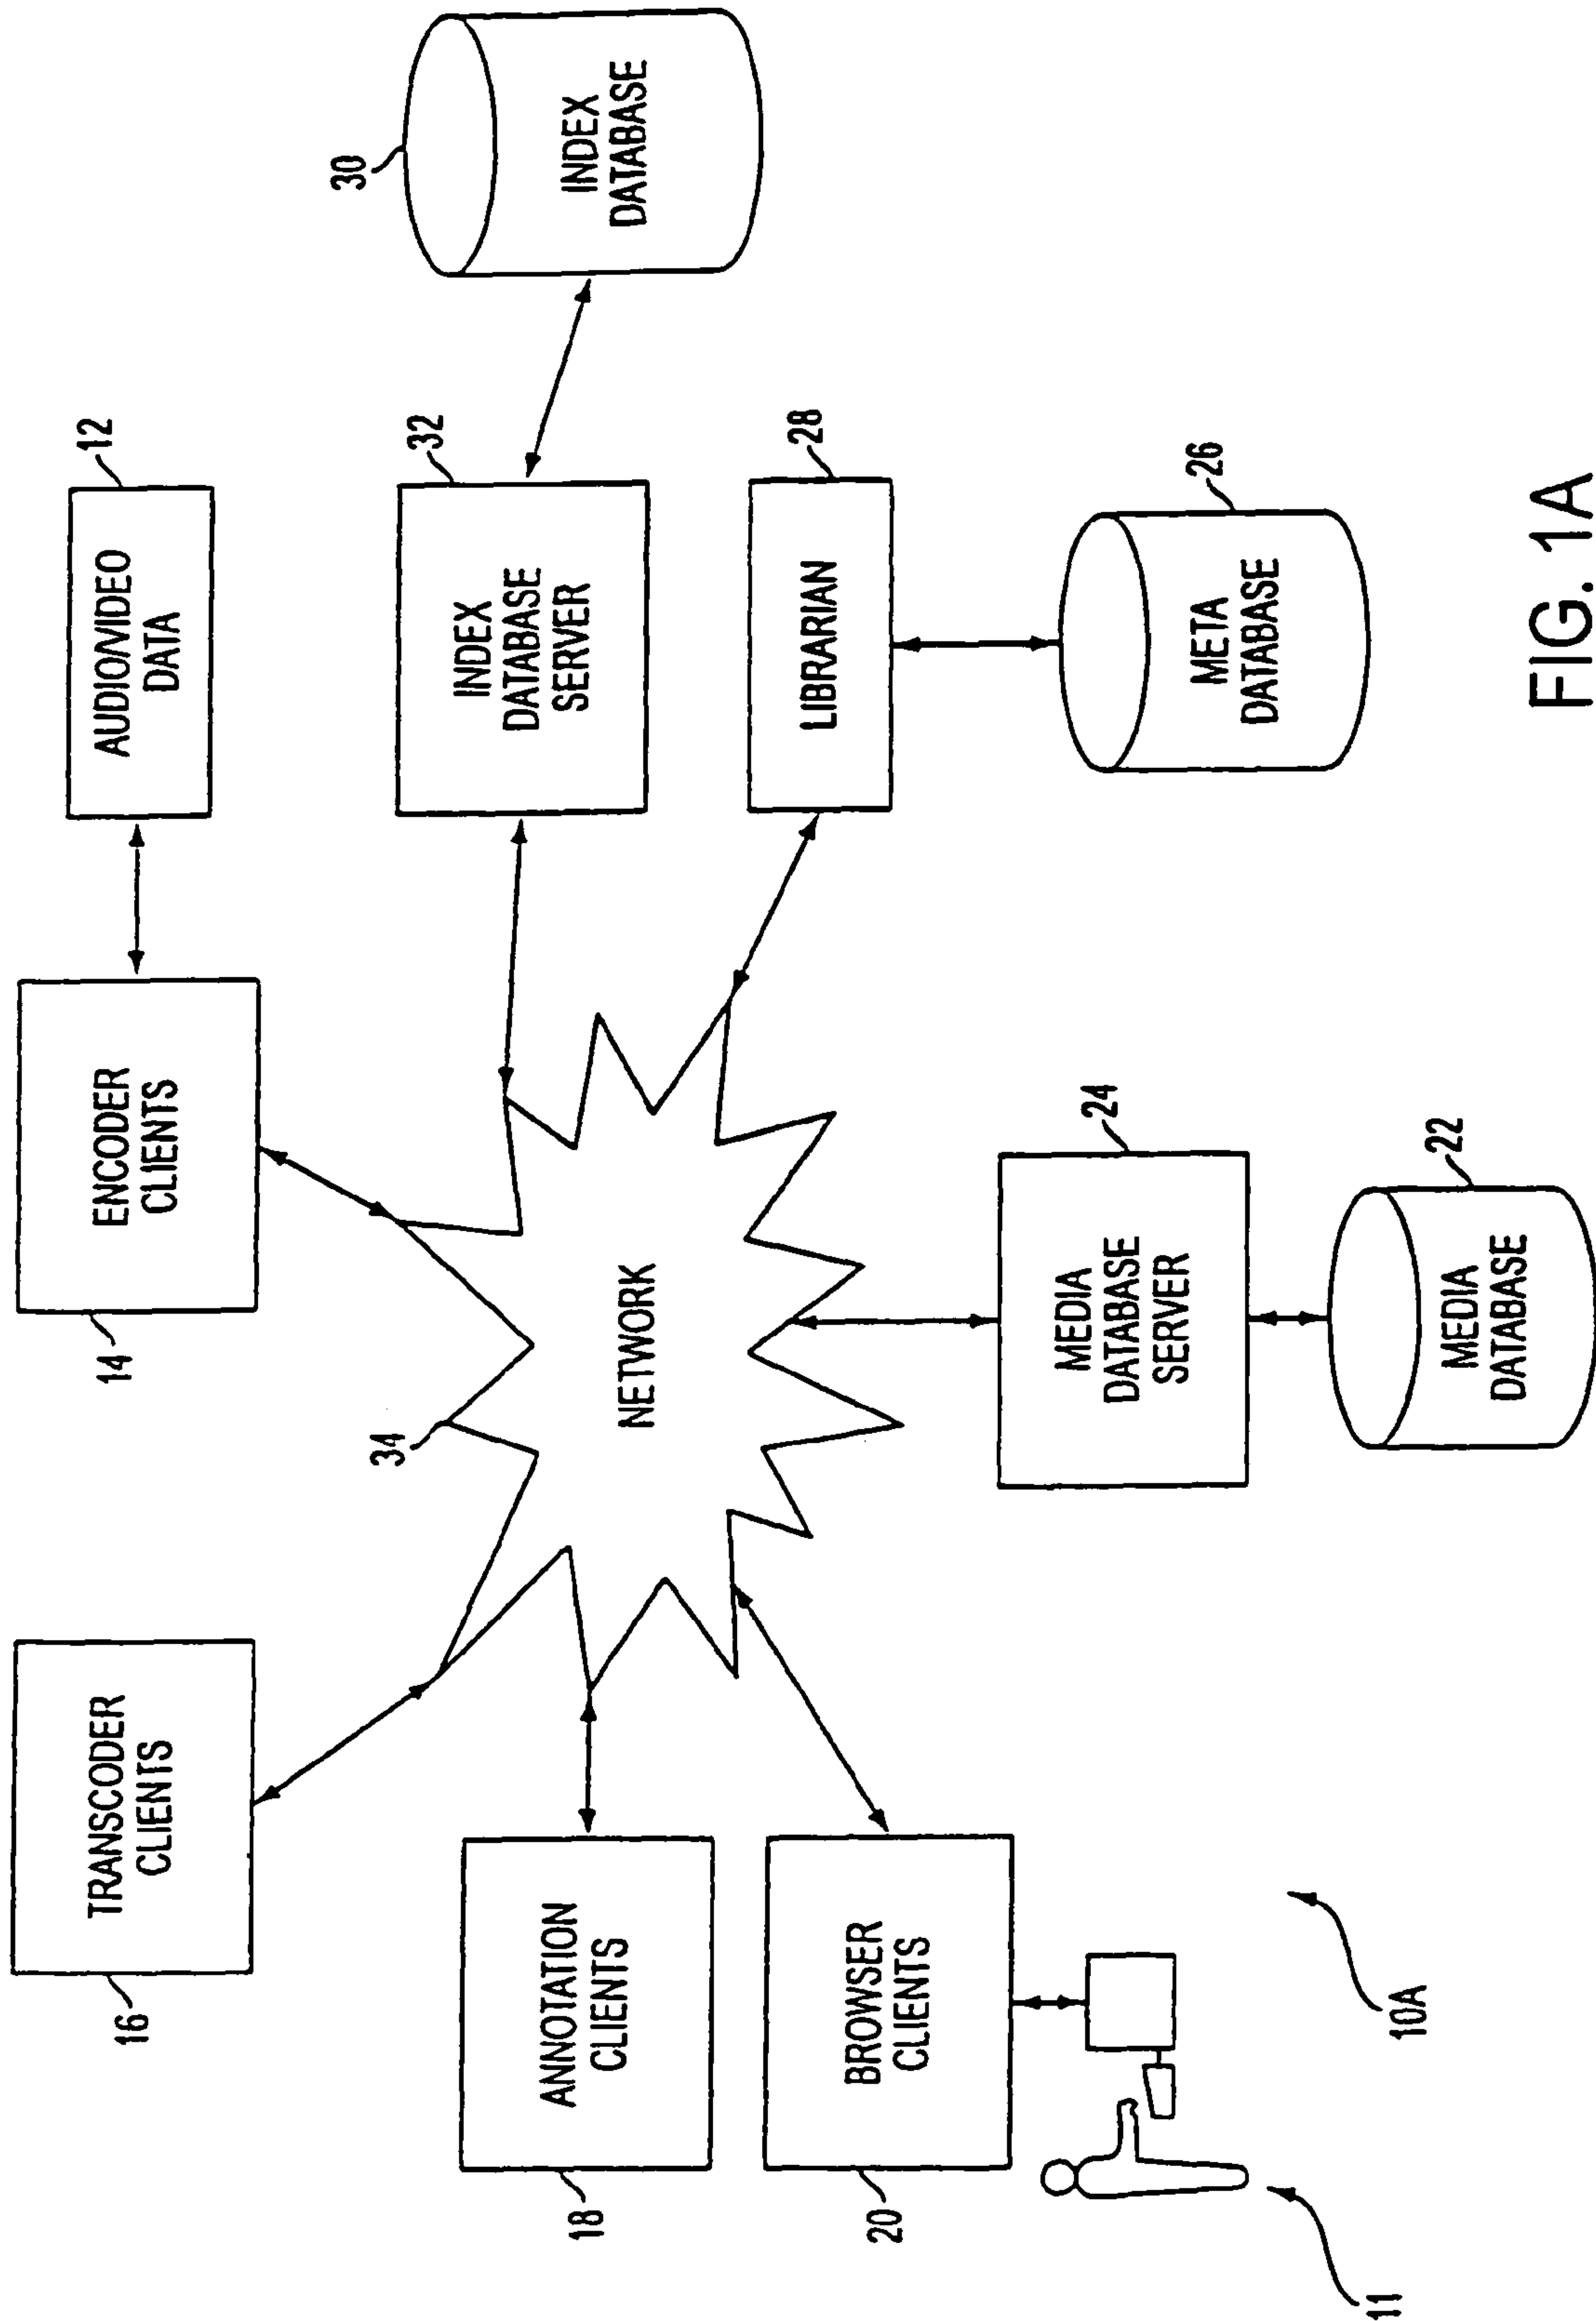 TRANSCODER
CLIENTS
16
ENCODER
CLIENTS
14
AUDIO/VIDEO
DATA
12
ANNOTATION
CLIENTS
18
NETWORK
34
INDEX
DATABASE
SERVER
32
INDEX
DATABASE
30
BROWSER
CLIENTS
20
LIBRARIAN
28
MEDIA
DATABASE
SERVER
24
META
DATABASE
26
MEDIA
DATABASE
22
11
10A
FIG. 1A